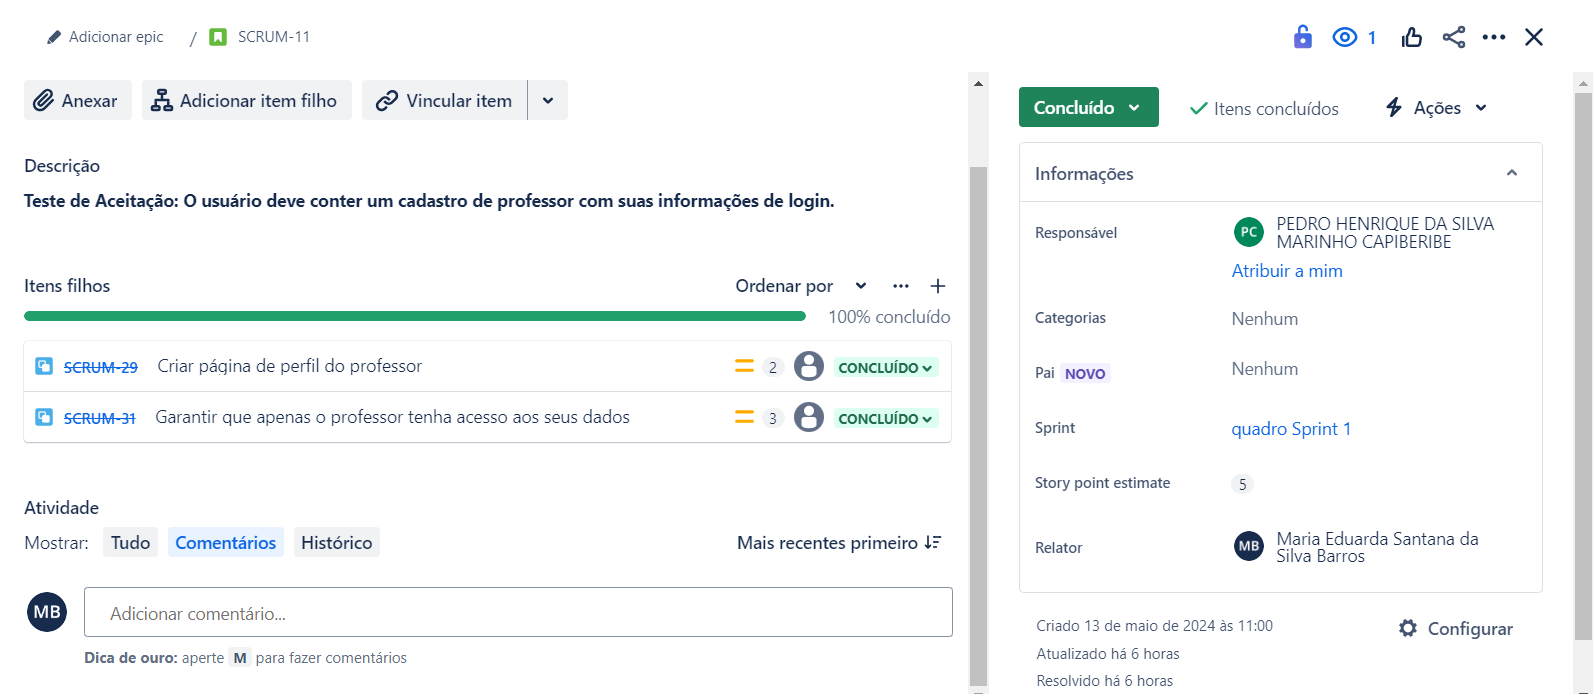 Adicionar epic / SCRUM-11
1
Anexar Adicionar item filho Vincular item
Descrição
Teste de Aceitação: O usuário deve conter um cadastro de professor com suas informações de login.
Itens filhos Ordenar por
100% concluído
SCRUM-29 Criar página de perfil do professor 2 CONCLUÍDO
SCRUM-31 Garantir que apenas o professor tenha acesso aos seus dados 3 CONCLUÍDO
Atividade
Mostrar: Tudo Comentários Histórico Mais recentes primeiro
MB Adicionar comentário...
Dica de ouro: aperte M para fazer comentários
Concluído Itens concluídos Ações
Informações
Responsável PC PEDRO HENRIQUE DA SILVA
MARINHO CAPIBERIBE
Atribuir a mim
Categorias Nenhum
Pai NOVO Nenhum
Sprint quadro Sprint 1
Story point estimate 5
Relator MB Maria Eduarda Santana da
Silva Barros
Criado 13 de maio de 2024 às 11:00 Configurar
Atualizado há 6 horas
Resolvido há 6 horas